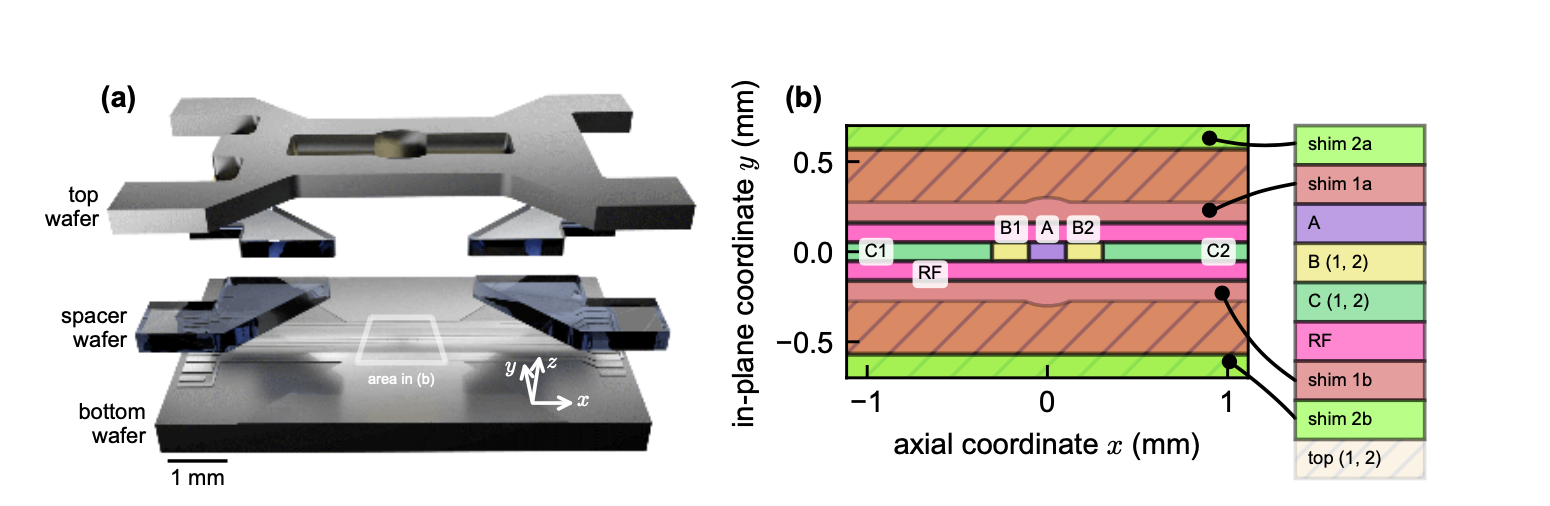 (a)
top
wafer
spacer
wafer
bottom
wafer
area in (b)
y
z
x
1 mm
(b)
in-plane coordinate y (mm)
0.5
0.0
−0.5
B1
A
B2
C1
C2
RF
−1
0
1
axial coordinate x (mm)
shim 2a
shim 1a
A
B (1, 2)
C (1, 2)
RF
shim 1b
shim 2b
top (1, 2)